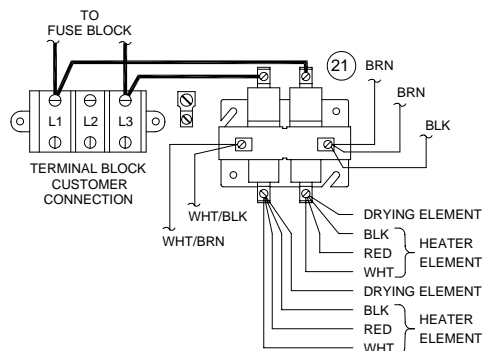 TO
FUSE BLOCK
21
BRN
BRN
BLK
L1 L2 L3
TERMINAL BLOCK
CUSTOMER
CONNECTION
WHT/BLK
WHT/BRN
DRYING ELEMENT
BLK
RED
WHT
HEATER
ELEMENT
DRYING ELEMENT
BLK
RED
WHT
HEATER
ELEMENT